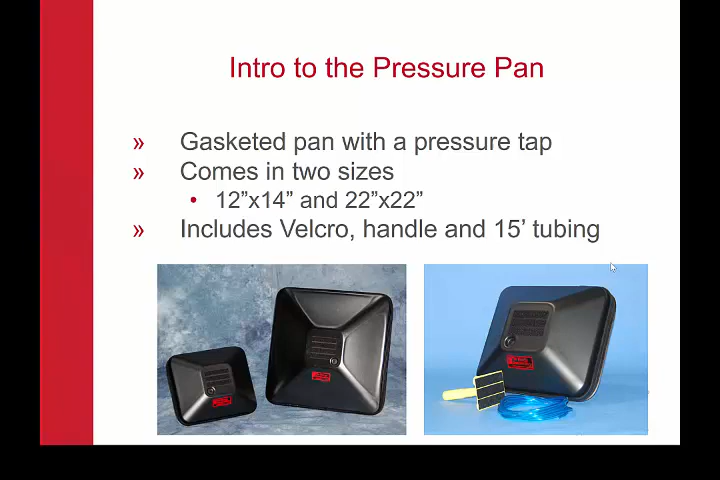 Intro to the Pressure Pan
» Gasketed pan with a pressure tap
» Comes in two sizes
• 12”x14” and 22”x22”
» Includes Velcro, handle and 15’ tubing